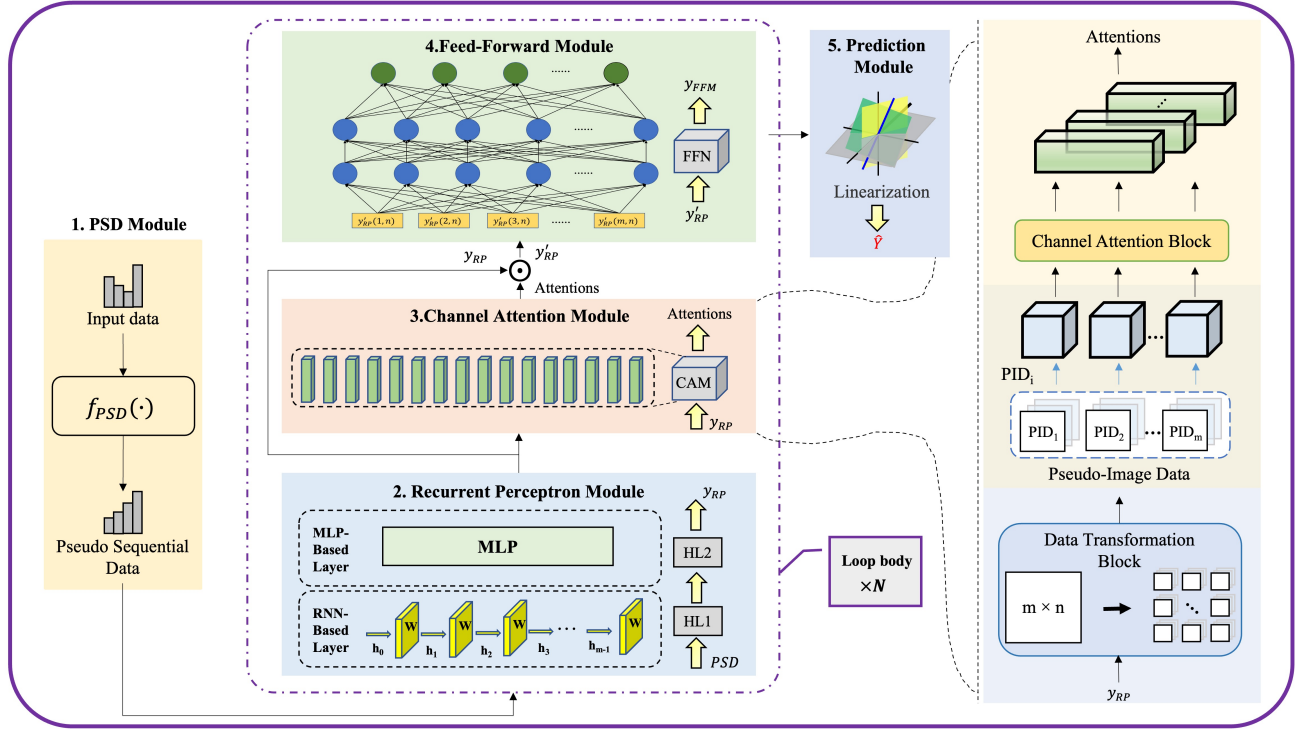 1. PSD Module
Input data
f_PSD(·)
Pseudo Sequential
Data
4.Feed-Forward Module
......
......
......
......
y'_RP(1, n)
y'_RP(2, n)
y'_RP(3, n)
y'_RP(m, n)
y_FFM
FFN
y'_RP
y_RP
y'_RP
Attentions
3.Channel Attention Module
Attentions
CAM
y_RP
2. Recurrent Perceptron Module
MLP-
Based
Layer
MLP
RNN-
Based
Layer
h_0
W
h_1
W
h_2
W
h_3
...
h_m-1
W
y_RP
HL2
HL1
PSD
5. Prediction
Module
Linearization
Ŷ
Loop body
×N
Attentions
Channel Attention Block
...
PID_i
PID_1
PID_2
...
PID_m
Pseudo-Image Data
Data Transformation
Block
m × n
y_RP